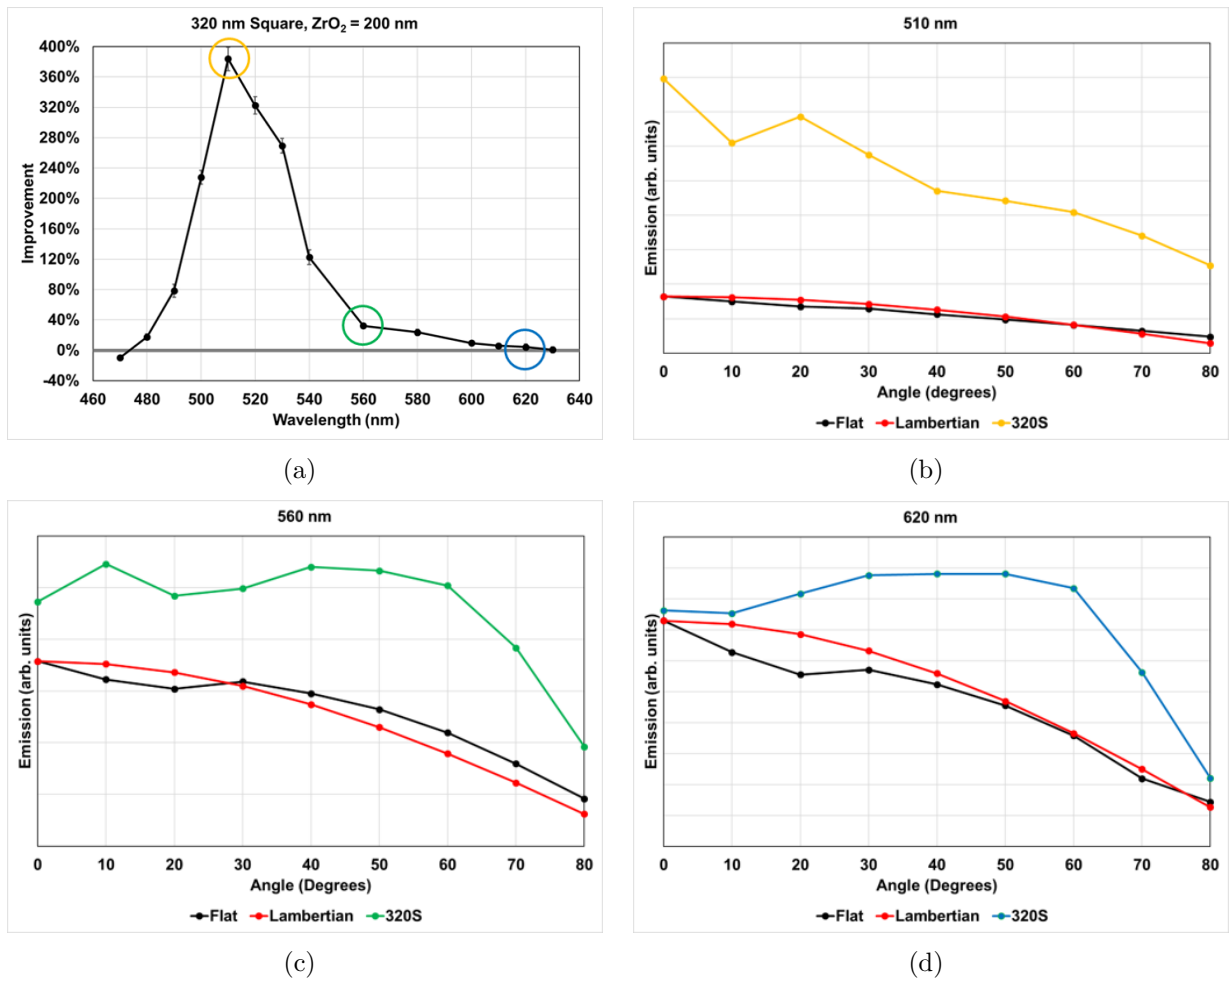 320 nm Square, ZrO₂ = 200 nm
400%
360%
320%
280%
240%
200%
160%
120%
80%
40%
0%
-40%
Improvement
460 480 500 520 540 560 580 600 620 640
Wavelength (nm)
(a)
510 nm
Emission (arb. units)
0 10 20 30 40 50 60 70 80
Angle (degrees)
Flat Lambertian 320S
(b)
560 nm
Emission (arb. units)
0 10 20 30 40 50 60 70 80
Angle (Degrees)
Flat Lambertian 320S
(c)
620 nm
Emission (arb. units)
0 10 20 30 40 50 60 70 80
Angle (Degrees)
Flat Lambertian 320S
(d)